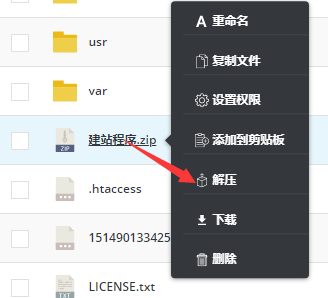 usr
重命名
复制文件
var
设置权限
建站程序.zip
ZIP
添加到剪贴板
.htaccess
解压
151490133425
下载
LICENSE.txt
TXT
删除